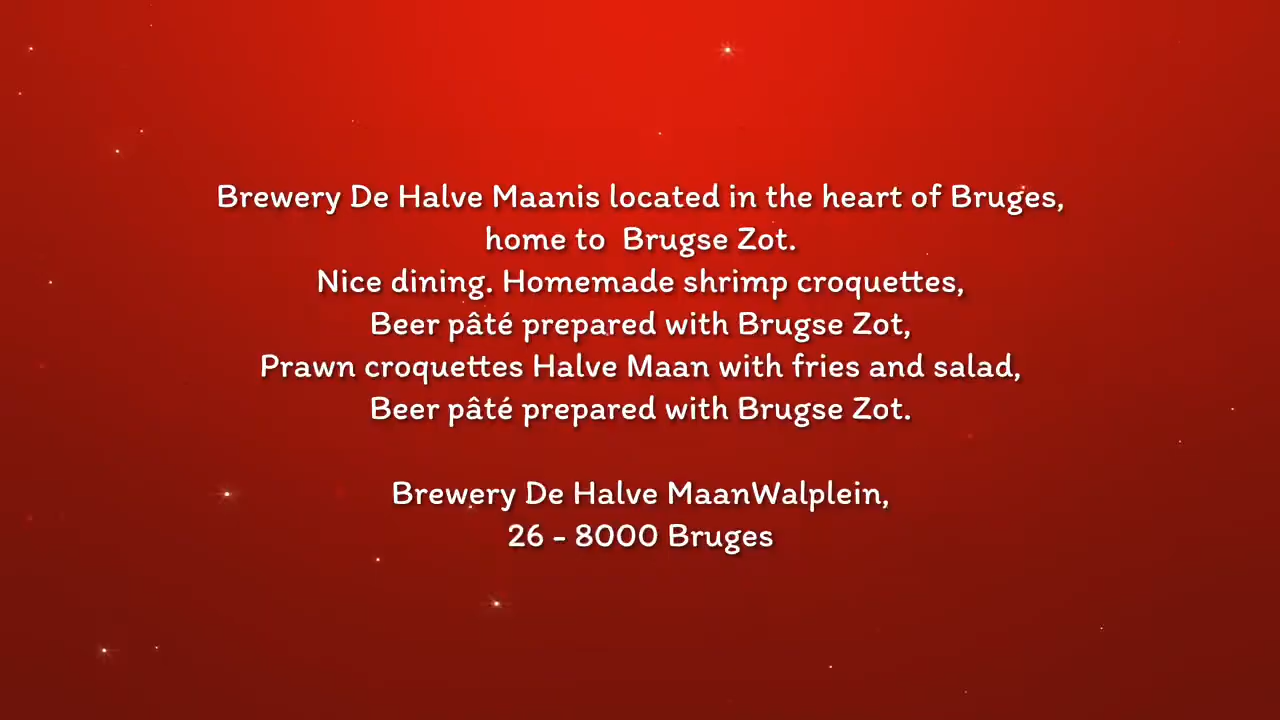 Brewery De Halve Maanis located in the heart of Bruges,
home to  Brugse Zot.
Nice dining. Homemade shrimp croquettes,
Beer pâté prepared with Brugse Zot,
Prawn croquettes Halve Maan with fries and salad,
Beer pâté prepared with Brugse Zot.
Brewery De Halve MaanWalplein,
26 - 8000 Bruges